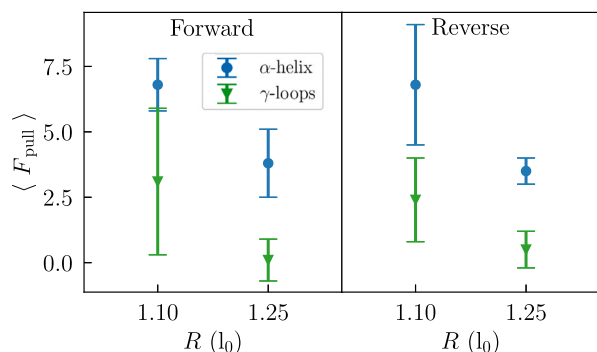 Forward
Reverse
α-helix
γ-loops
⟨ F_pull ⟩
7.5
5.0
2.5
0.0
1.10 1.25 1.10 1.25
R (l₀) R (l₀)